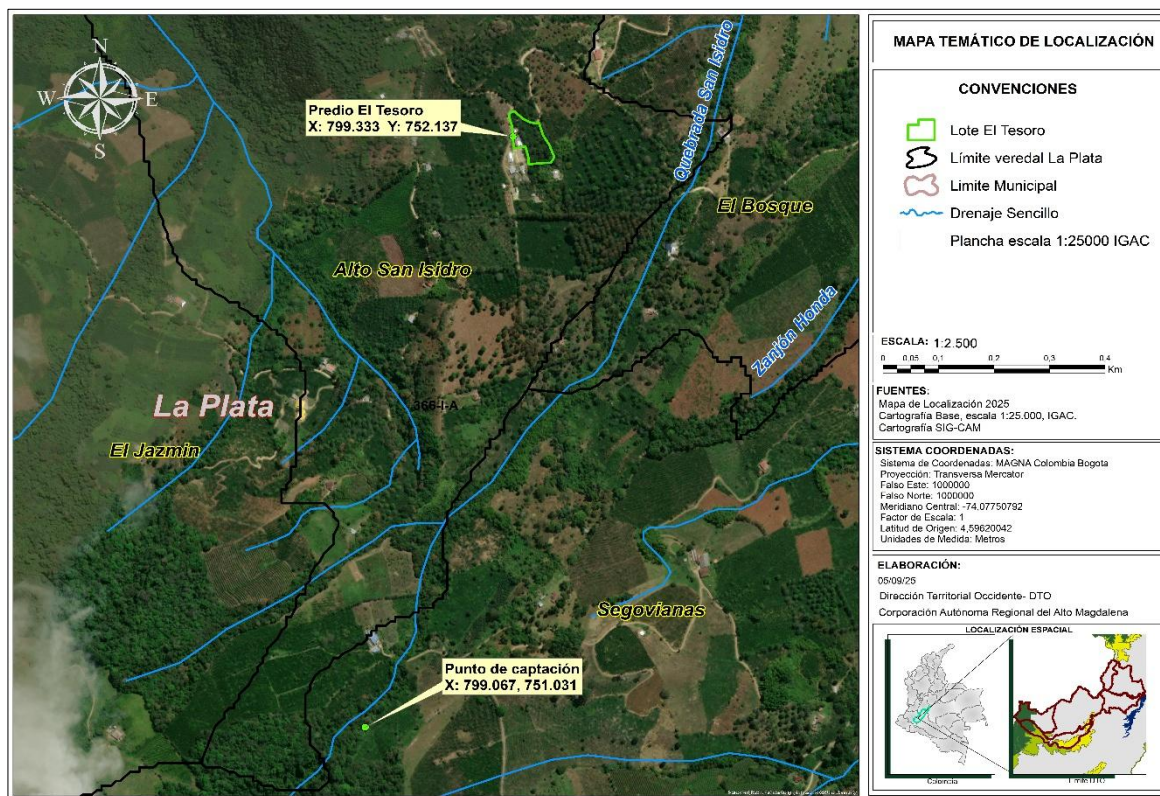 N
W
E
S
Predio El Tesoro
X: 799.333 Y: 752.137
Quebrada San Isidro
El Bosque
Alto San Isidro
Zanjón Honda
La Plata
366-I-A
El Jazmin
Segovianas
Punto de captación
X: 799.067, 751.031
MAPA TEMÁTICO DE LOCALIZACIÓN
CONVENCIONES
Lote El Tesoro
Límite veredal La Plata
Limite Municipal
Drenaje Sencillo
Plancha escala 1:25000 IGAC
ESCALA: 1:2.500
0 0,05 0,1 0,2 0,3 0,4
Km
FUENTES:
Mapa de Localización 2025
Cartografía Base, escala 1:25.000, IGAC.
Cartografía SIG-CAM
SISTEMA COORDENADAS:
Sistema de Coordenadas: MAGNA Colombia Bogota
Proyección: Transversa Mercator
Falso Este: 1000000
Falso Norte: 1000000
Meridiano Central: -74.07750792
Factor de Escala: 1
Latitud de Origen: 4,59620042
Unidades de Medida: Metros
ELABORACIÓN:
05/09/25
Dirección Territorial Occidente- DTO
Corporación Autónoma Regional del Alto Magdalena
LOCALIZACIÓN ESPACIAL
Colombia
Limite DTO